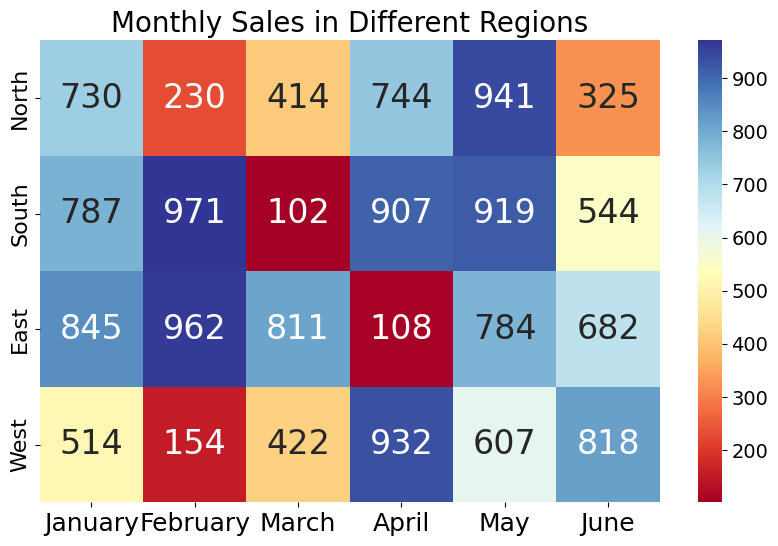 Monthly Sales in Different Regions
North 730 230 414 744 941 325
South 787 971 102 907 919 544
East 845 962 811 108 784 682
West 514 154 422 932 607 818
January February March April May June
900
800
700
600
500
400
300
200